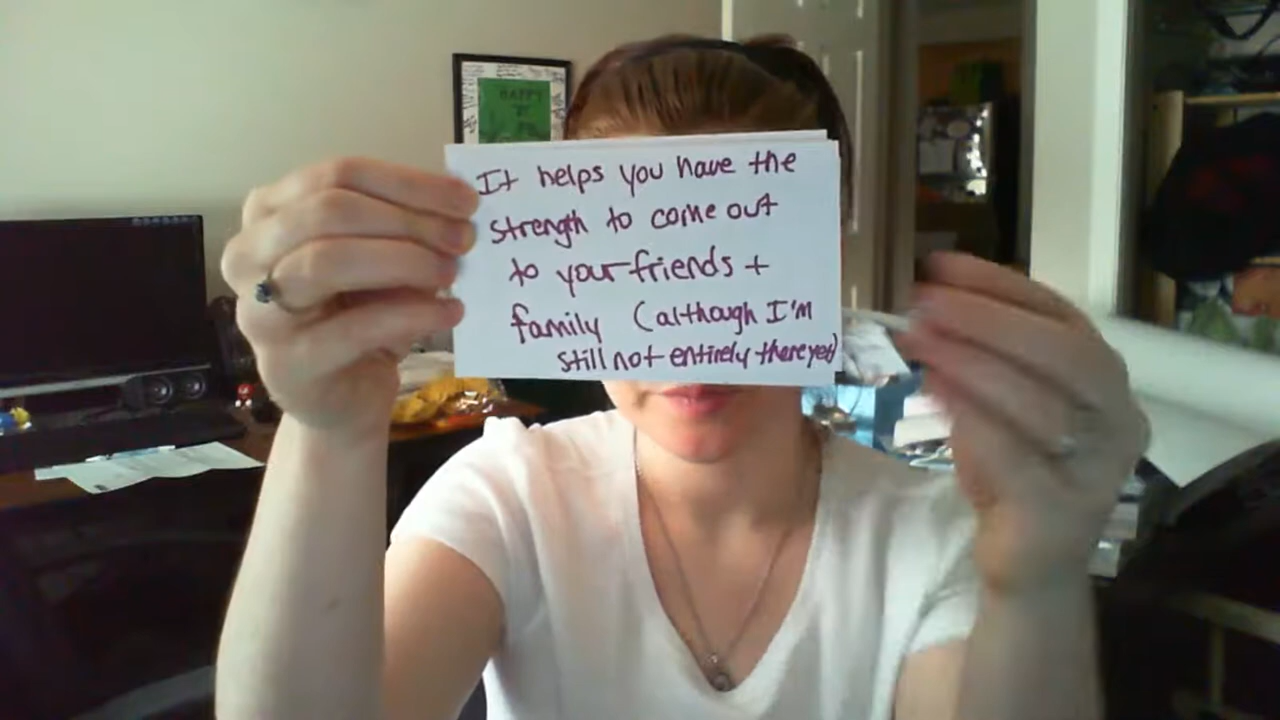 HAPPY
It helps you have the
strength to come out
to your friends +
family (although I'm
still not entirely there yet)